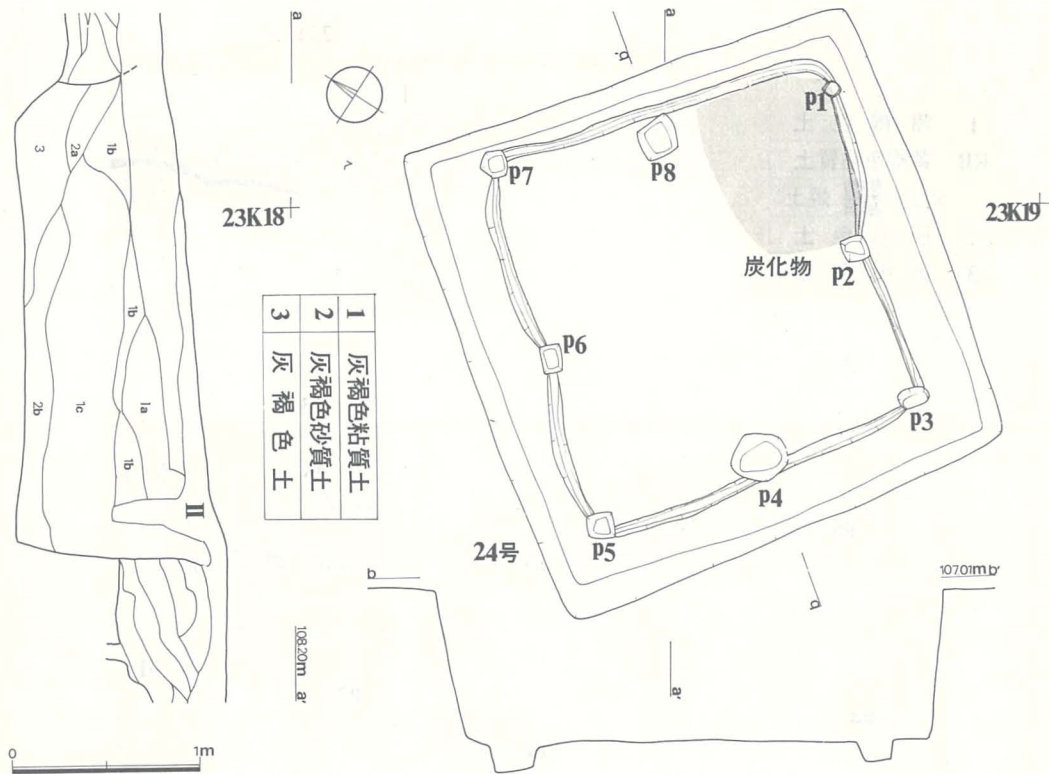 a
a
b
3
2a
1b
p1
p8
p7
23K18
23K19
p2
炭化物
1b
p6
1 灰褐色粘質土
2 灰褐色砂質土
3 灰褐色土
2b
1c
1a
1b
p3
p4
II
p5
24号
b
107.01m b'
b'
108.20m a'
a'
0
1m